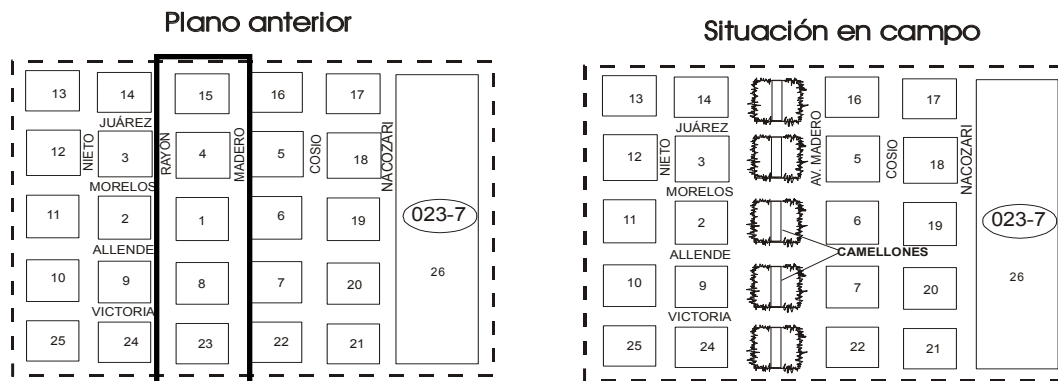 Plano anterior
13 14 15 16 17
JUÁREZ
12 NIETO 3 RAYÓN 4 MADERO 5 COSIO 18 NACOZARI
MORELOS
11 2 1 6 19 023-7
ALLENDE
10 9 8 7 20 26
VICTORIA
25 24 23 22 21
Situación en campo
13 14 16 17
JUÁREZ
12 NIETO 3 AV. MADERO 5 COSIO 18 NACOZARI
MORELOS
11 2 6 19 023-7
ALLENDE CAMELLONES
10 9 7 20 26
VICTORIA
25 24 22 21